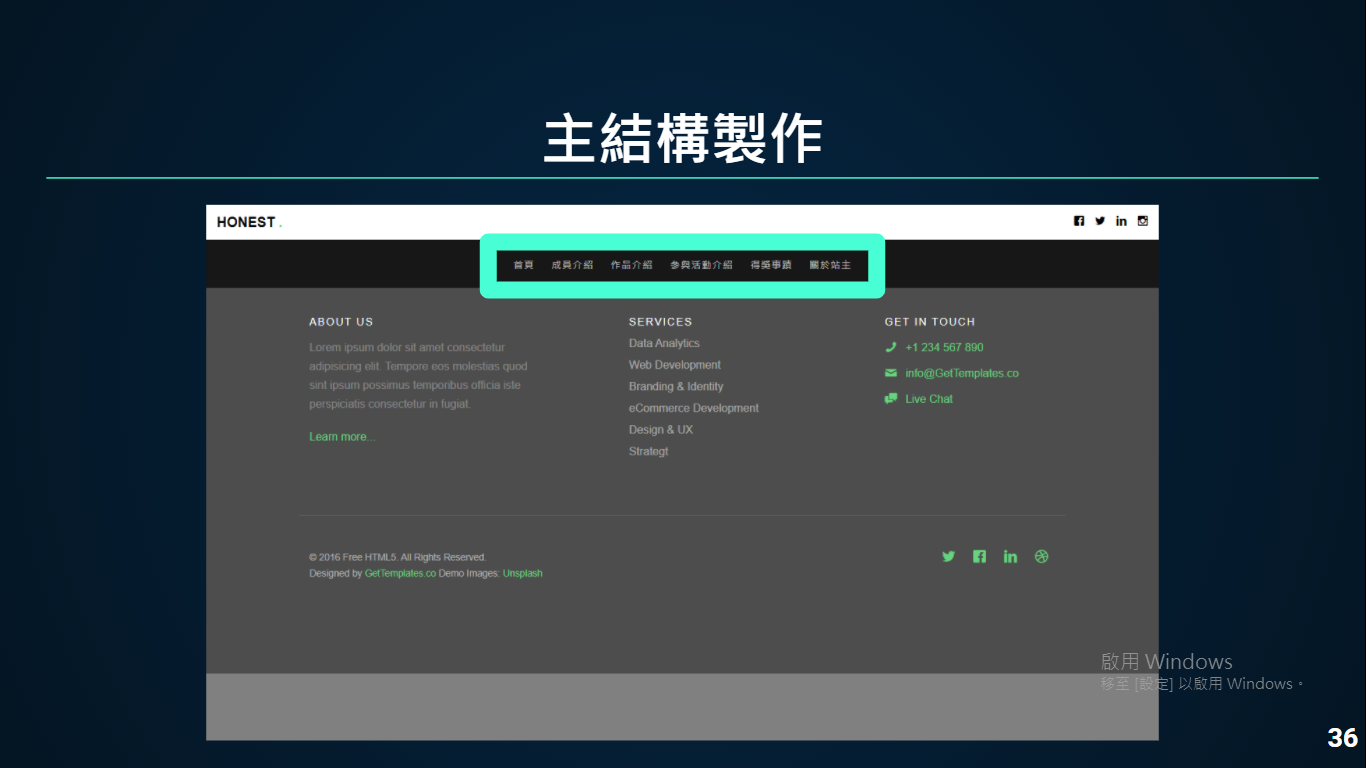 主結構製作
HONEST .
首頁 成員介紹 作品介紹 參與活動介紹 得獎事蹟 關於站主
ABOUT US
Lorem ipsum dolor sit amet consectetur
adipisicing elit. Tempore eos molestias quod
sint ipsum possimus temporibus officia iste
perspiciatis consectetur in fugiat.
Learn more...
SERVICES
Data Analytics
Web Development
Branding & Identity
eCommerce Development
Design & UX
Strategt
GET IN TOUCH
+1 234 567 890
info@GetTemplates.co
Live Chat
© 2016 Free HTML5. All Rights Reserved.
Designed by GetTemplates.co Demo Images: Unsplash
啟用 Windows
移至 [設定] 以啟用 Windows。
36